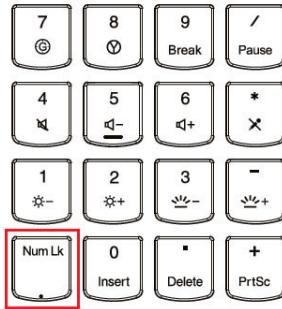 7 8 9 /
Ⓖ Ⓨ Break Pause
4 5 6 *
- +
1 2 3 -
- + - +
Num Lk 0 . +
Insert Delete PrtSc